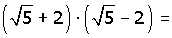 (√5 + 2) · (√5 − 2) =